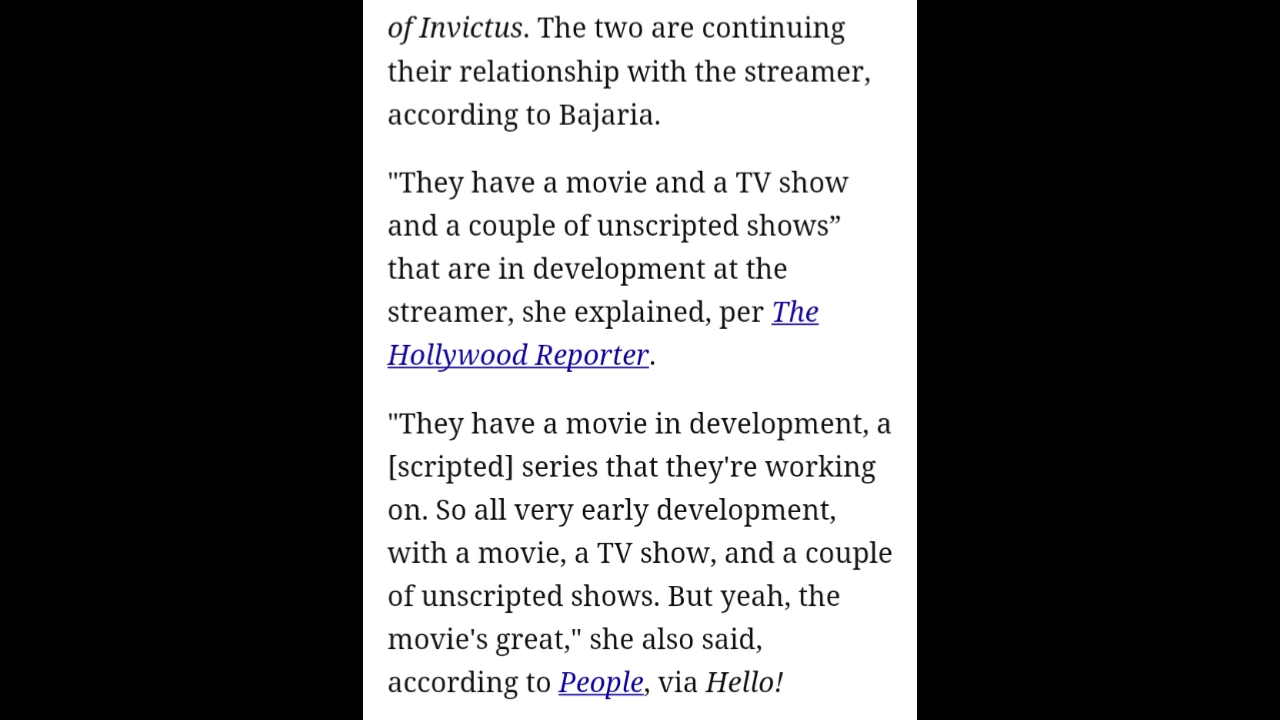 of Invictus. The two are continuing
their relationship with the streamer,
according to Bajaria.
"They have a movie and a TV show
and a couple of unscripted shows”
that are in development at the
streamer, she explained, per The
Hollywood Reporter.
"They have a movie in development, a
[scripted] series that they're working
on. So all very early development,
with a movie, a TV show, and a couple
of unscripted shows. But yeah, the
movie's great," she also said,
according to People, via Hello!